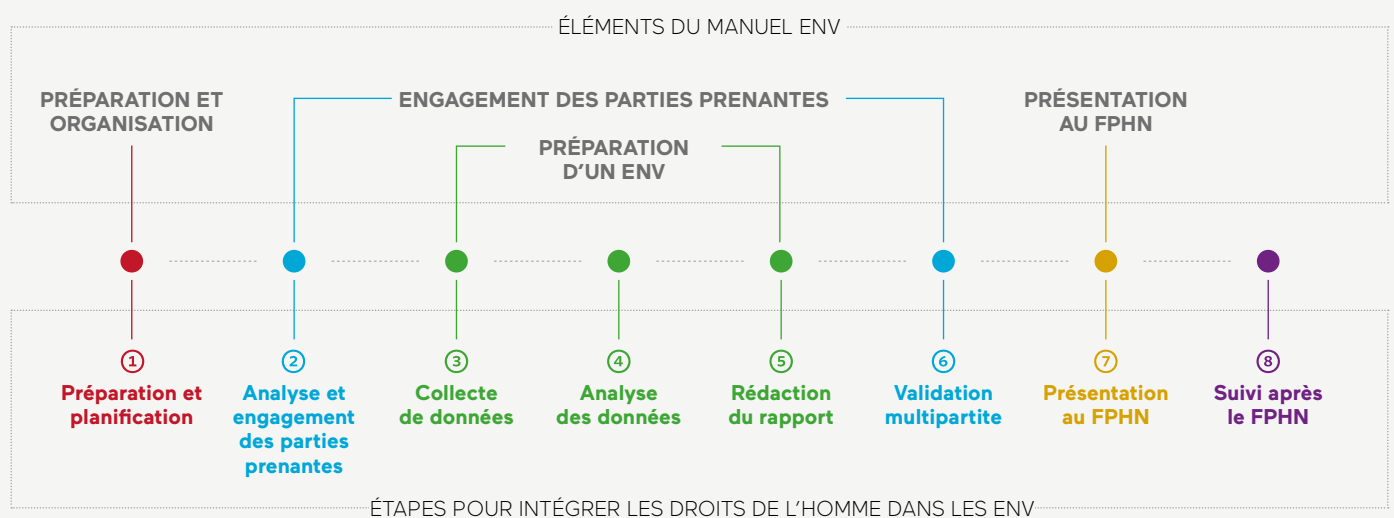 ÉLÉMENTS DU MANUEL ENV
PRÉPARATION ET
ORGANISATION
ENGAGEMENT DES PARTIES PRENANTES
PRÉPARATION
D'UN ENV
PRÉSENTATION
AU FPHN
1
Préparation et
planification
2
Analyse et
engagement
des parties
prenantes
3
Collecte
de données
4
Analyse
des données
5
Rédaction
du rapport
6
Validation
multipartite
7
Présentation
au FPHN
8
Suivi après
le FPHN
ÉTAPES POUR INTÉGRER LES DROITS DE L'HOMME DANS LES ENV